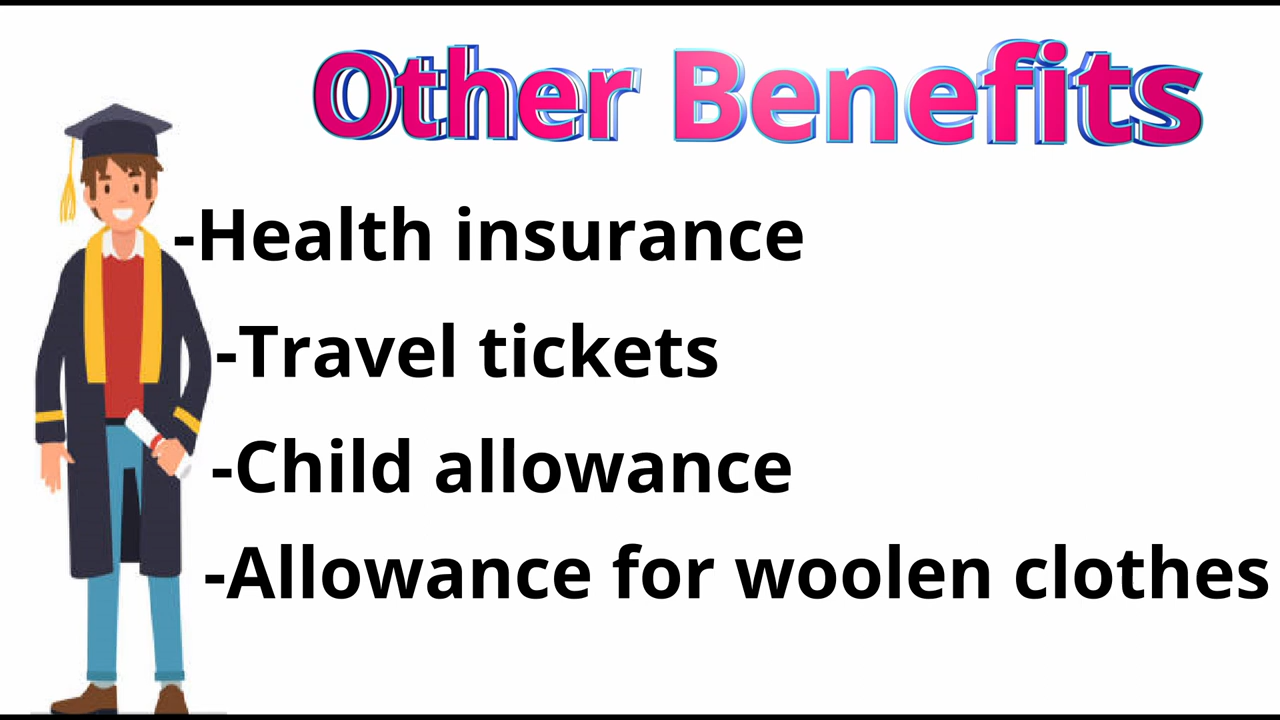 Other Benefits
-Health insurance
-Travel tickets
-Child allowance
-Allowance for woolen clothes